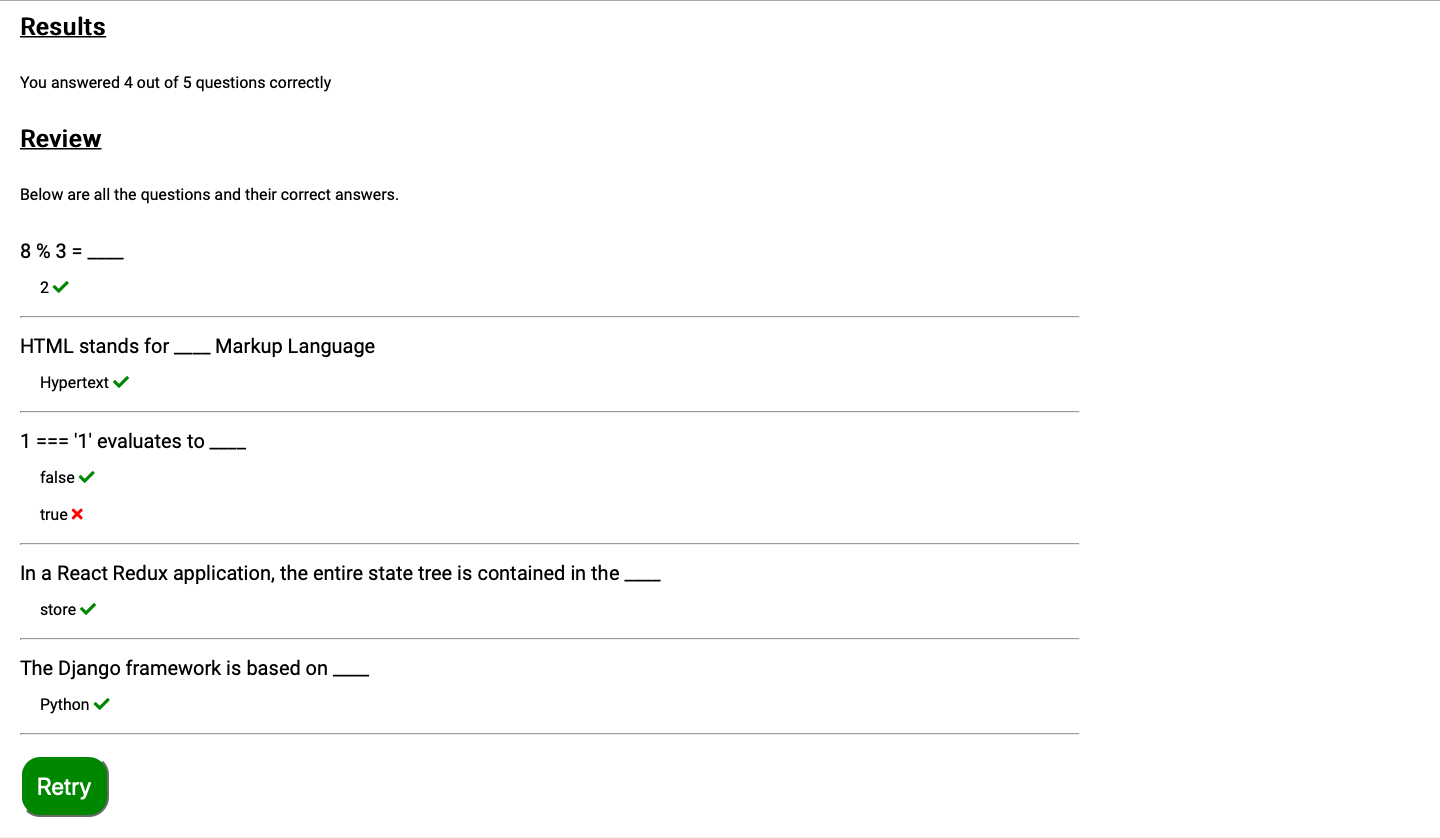 Results
You answered 4 out of 5 questions correctly
Review
Below are all the questions and their correct answers.
8 % 3 = ____
2
HTML stands for ____ Markup Language
Hypertext
1 === '1' evaluates to ____
false
true
In a React Redux application, the entire state tree is contained in the ____
store
The Django framework is based on ____
Python
Retry